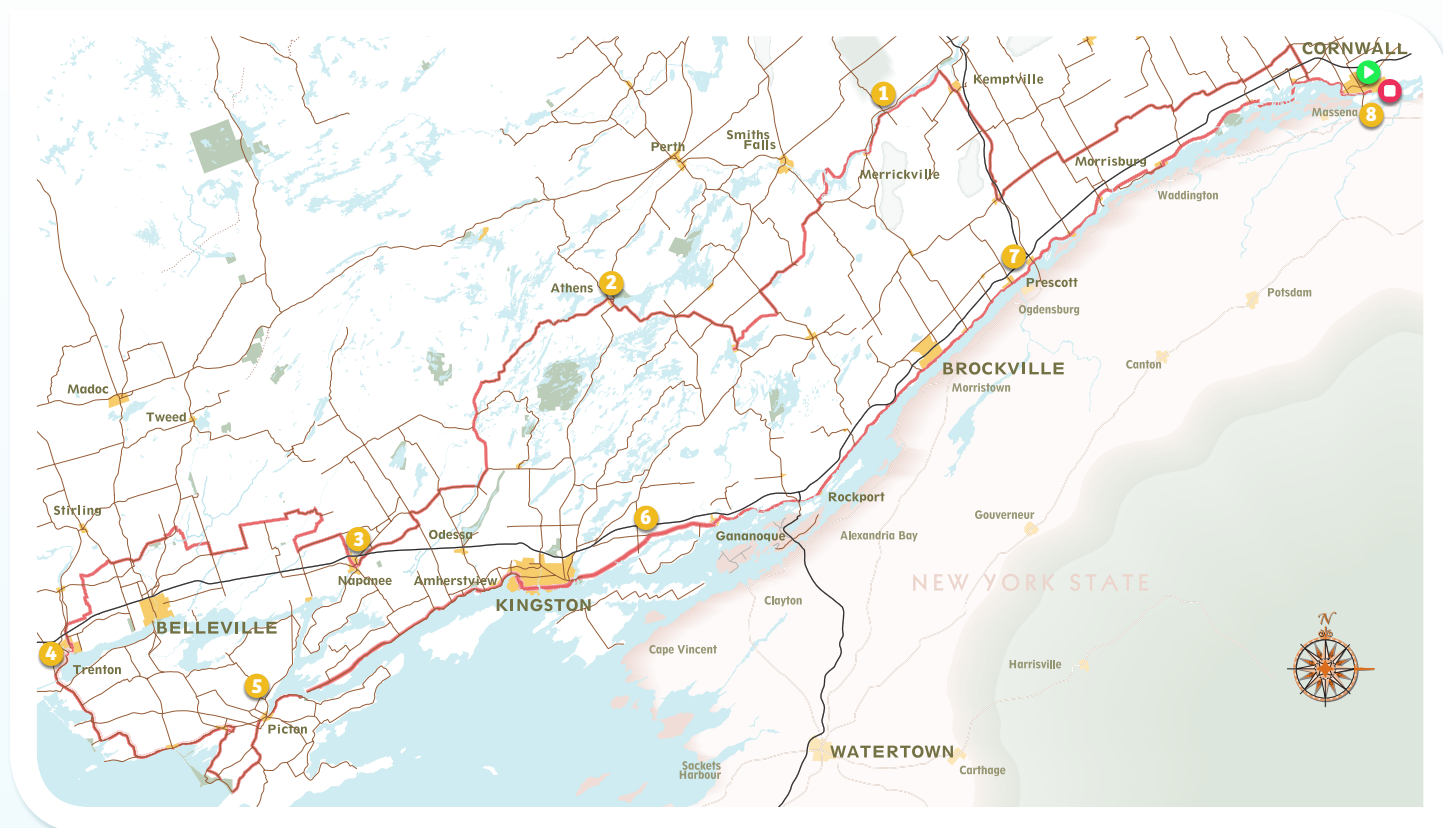 CORNWALL
Kemptville
1
Massena
8
Smiths
Falls
Perth
Morrisburg
Merrickville
Waddington
7
Athens
2
Prescott
Potsdam
Ogdensburg
BROCKVILLE
Canton
Madoc
Morristown
Tweed
Rockport
Stirling
6
Gouverneur
3
Odessa
Gananoque
Alexandria Bay
Napanee
Amherstview
NEW YORK STATE
KINGSTON
Clayton
BELLEVILLE
N
4
Cape Vincent
Trenton
Harrisville
5
Picton
WATERTOWN
Sackets
Harbour
Carthage